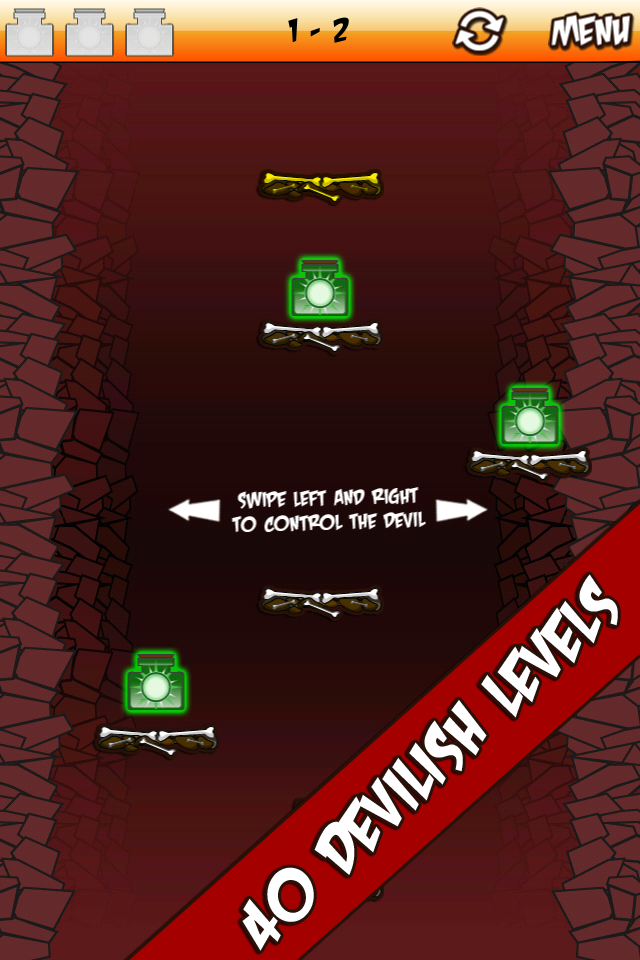 1 - 2
MENU
SWIPE LEFT AND RIGHT
TO CONTROL THE DEVIL
40 DEVILISH LEVELS